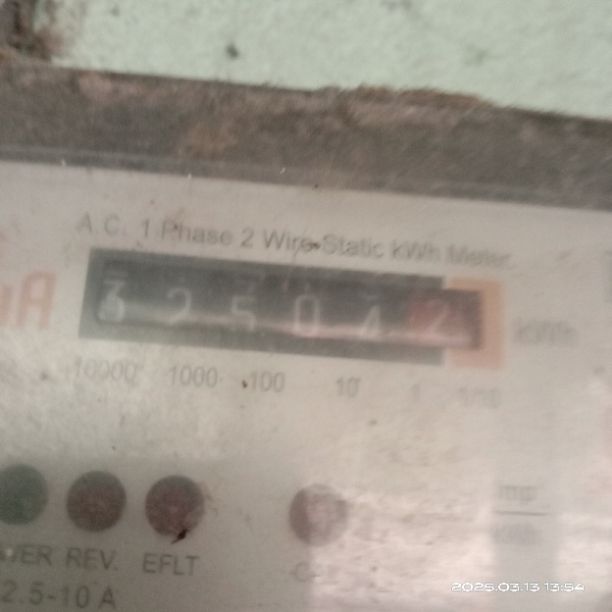 A.C. 1 Phase 2 Wire Static kWh Meter
3 2 5 0 4 2 kWh
10000 1000 100 10 1 1/10
REV. EFLT
2.5-10 A
2025.03.13 13:54